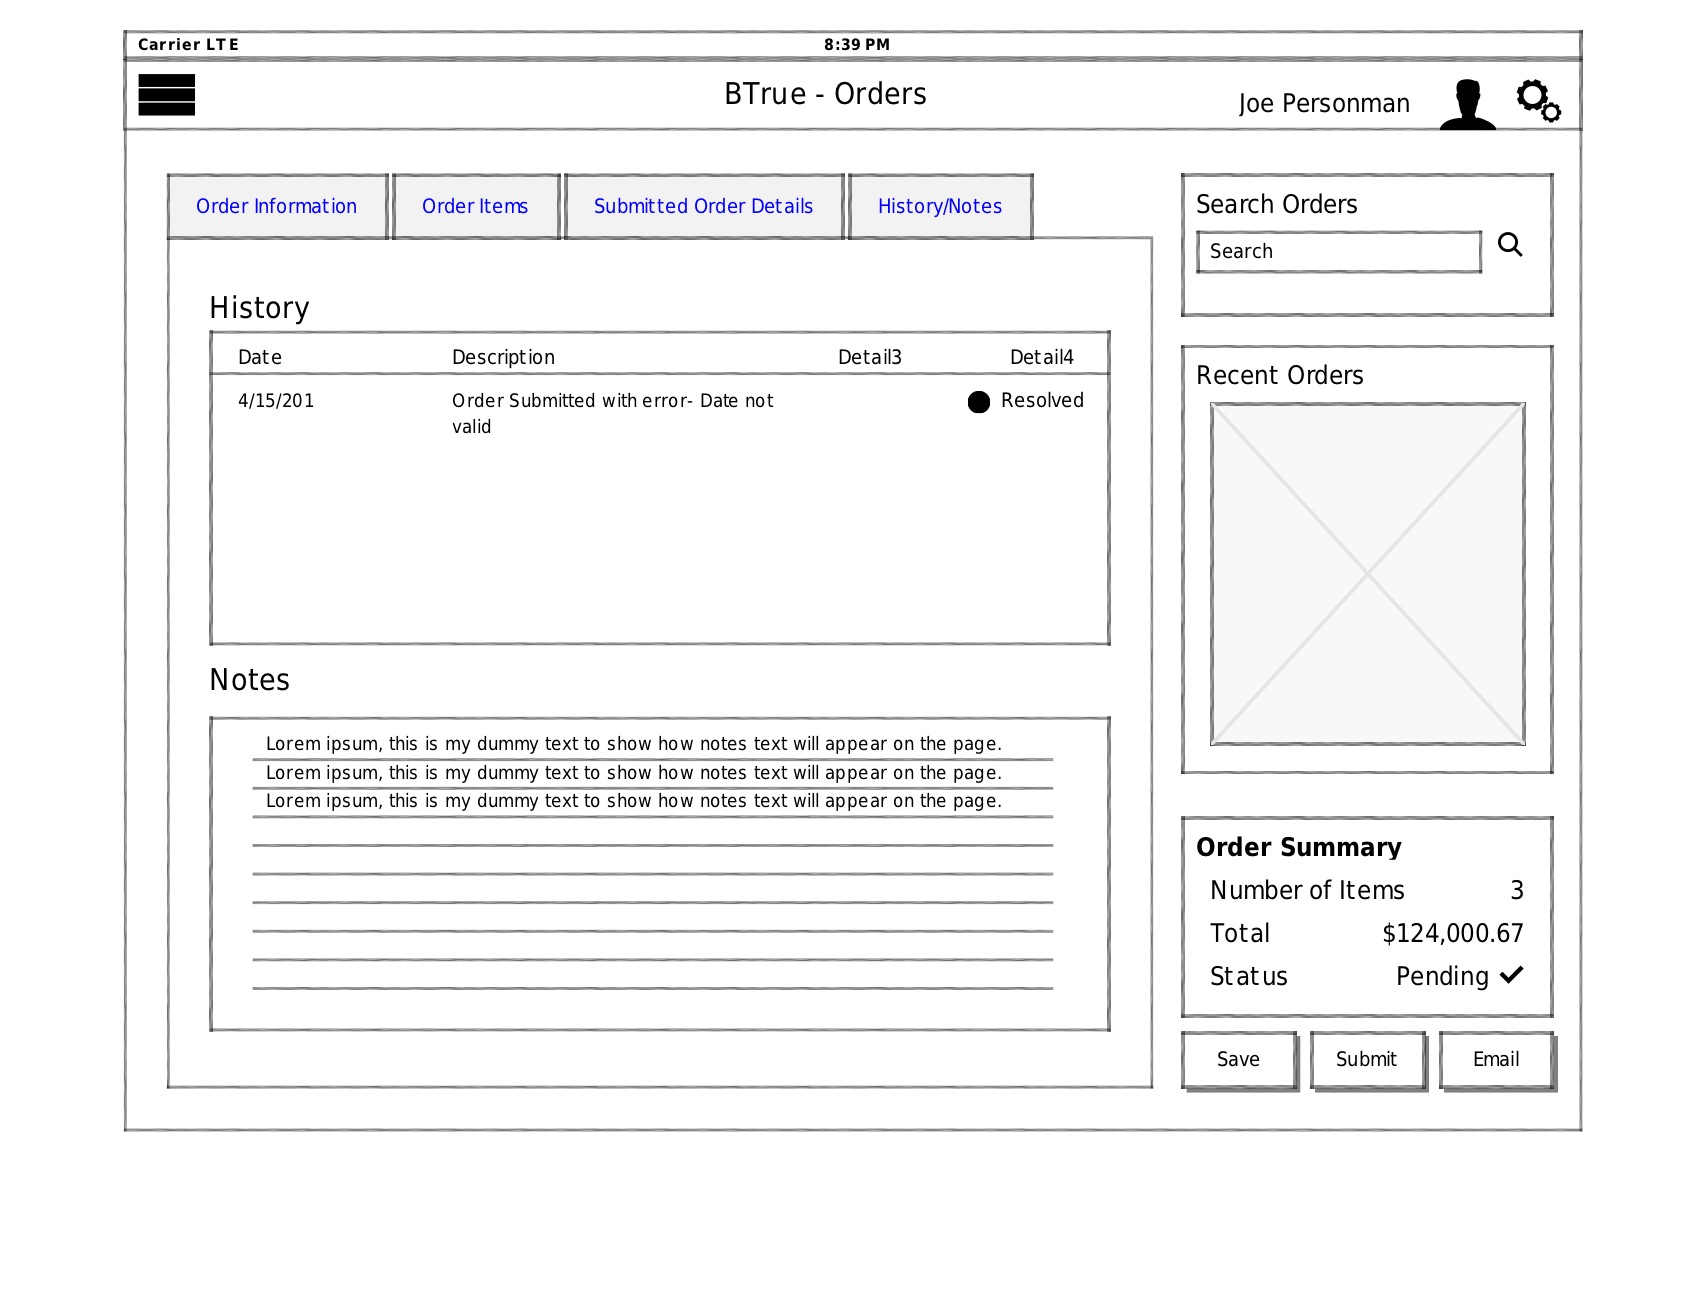 Carrier LTE
8:39 PM
BTrue - Orders
Joe Personman
Order Information
Order Items
Submitted Order Details
History/Notes
History
Date
Description
Detail3
Detail4
4/15/201
Order Submitted with error- Date not
valid
Resolved
Notes
Lorem ipsum, this is my dummy text to show how notes text will appear on the page.
Lorem ipsum, this is my dummy text to show how notes text will appear on the page.
Lorem ipsum, this is my dummy text to show how notes text will appear on the page.
Search Orders
Search
Recent Orders
Order Summary
Number of Items 3
Total $124,000.67
Status Pending
Save
Submit
Email